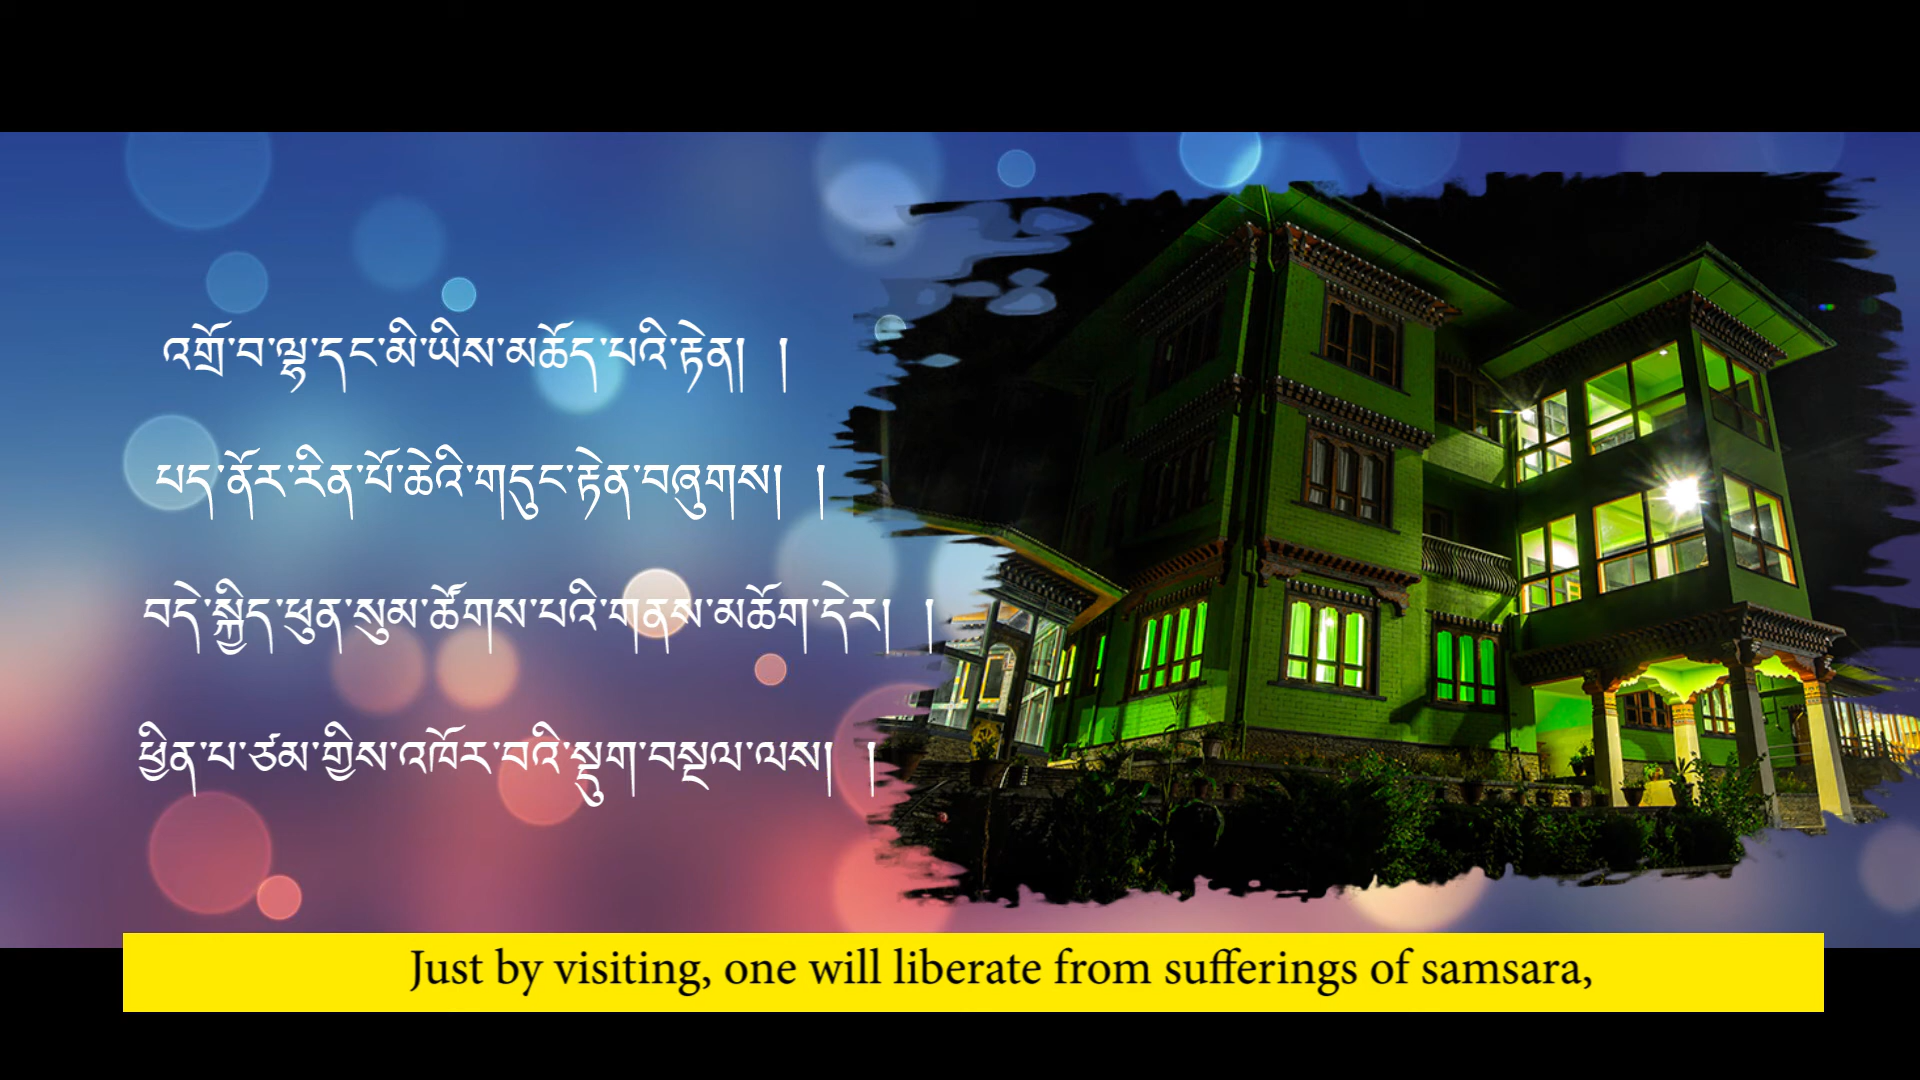 འགྲོ་བ་ལྷ་དང་མི་ཡིས་མཆོད་པའི་རྟེན། །
པད་ནོར་རིན་པོ་ཆེའི་གདུང་རྟེན་བཞུགས། །
བདེ་སྐྱིད་ཕུན་སུམ་ཚོགས་པའི་གནས་མཆོག་དེར། །
ཕྱིན་པ་ཙམ་གྱིས་འཁོར་བའི་སྡུག་བསྔལ་ལས། །
Just by visiting, one will liberate from sufferings of samsara,